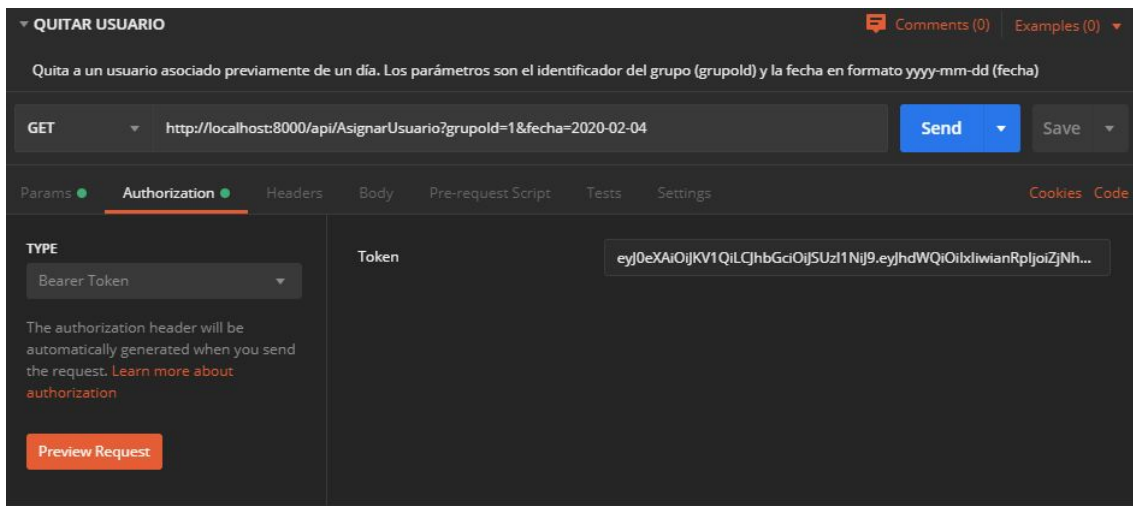 QUITAR USUARIO
Comments (0)
Examples (0)
Quita a un usuario asociado previamente de un día. Los parámetros son el identificador del grupo (grupoId) y la fecha en formato yyyy-mm-dd (fecha)
GET
http://localhost:8000/api/AsignarUsuario?grupoId=1&fecha=2020-02-04
Send
Save
Params
Authorization
Headers
Body
Pre-request Script
Tests
Settings
Cookies
Code
TYPE
Bearer Token
The authorization header will be
automatically generated when you send
the request. Learn more about
authorization
Preview Request
Token
eyJ0eXAiOiJKV1QiLCJhbGciOiJSUzI1NiJ9.eyJhdWQiOiIxIiwianRpIjoiZjNh...